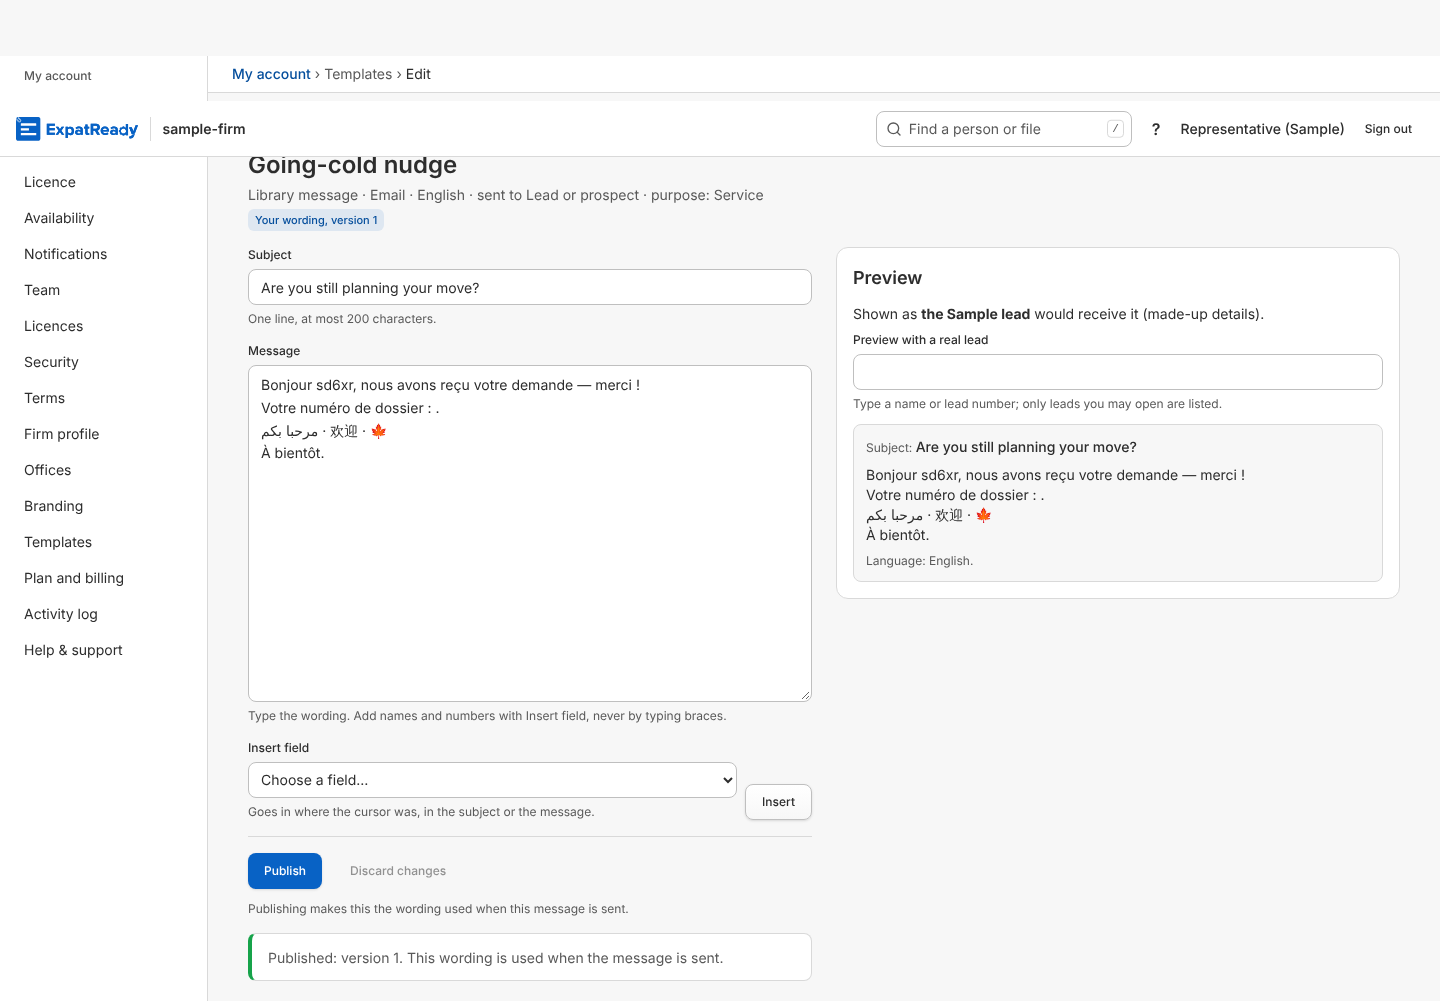 My account
My account › Templates › Edit
ExpatReady
sample-firm
Find a person or file
/
?
Representative (Sample)
Sign out
Licence
Availability
Notifications
Team
Licences
Security
Terms
Firm profile
Offices
Branding
Templates
Plan and billing
Activity log
Help & support
Going-cold nudge
Library message · Email · English · sent to Lead or prospect · purpose: Service
Your wording, version 1
Subject
Are you still planning your move?
One line, at most 200 characters.
Message
Bonjour sd6xr, nous avons reçu votre demande — merci !
Votre numéro de dossier : .
مرحبا بكم · 欢迎 · 🍁
À bientôt.
Type the wording. Add names and numbers with Insert field, never by typing braces.
Insert field
Choose a field...
Insert
Goes in where the cursor was, in the subject or the message.
Publish
Discard changes
Publishing makes this the wording used when this message is sent.
Published: version 1. This wording is used when the message is sent.
Preview
Shown as the Sample lead would receive it (made-up details).
Preview with a real lead
Type a name or lead number; only leads you may open are listed.
Subject: Are you still planning your move?
Bonjour sd6xr, nous avons reçu votre demande — merci !
Votre numéro de dossier : .
مرحبا بكم · 欢迎 · 🍁
À bientôt.
Language: English.